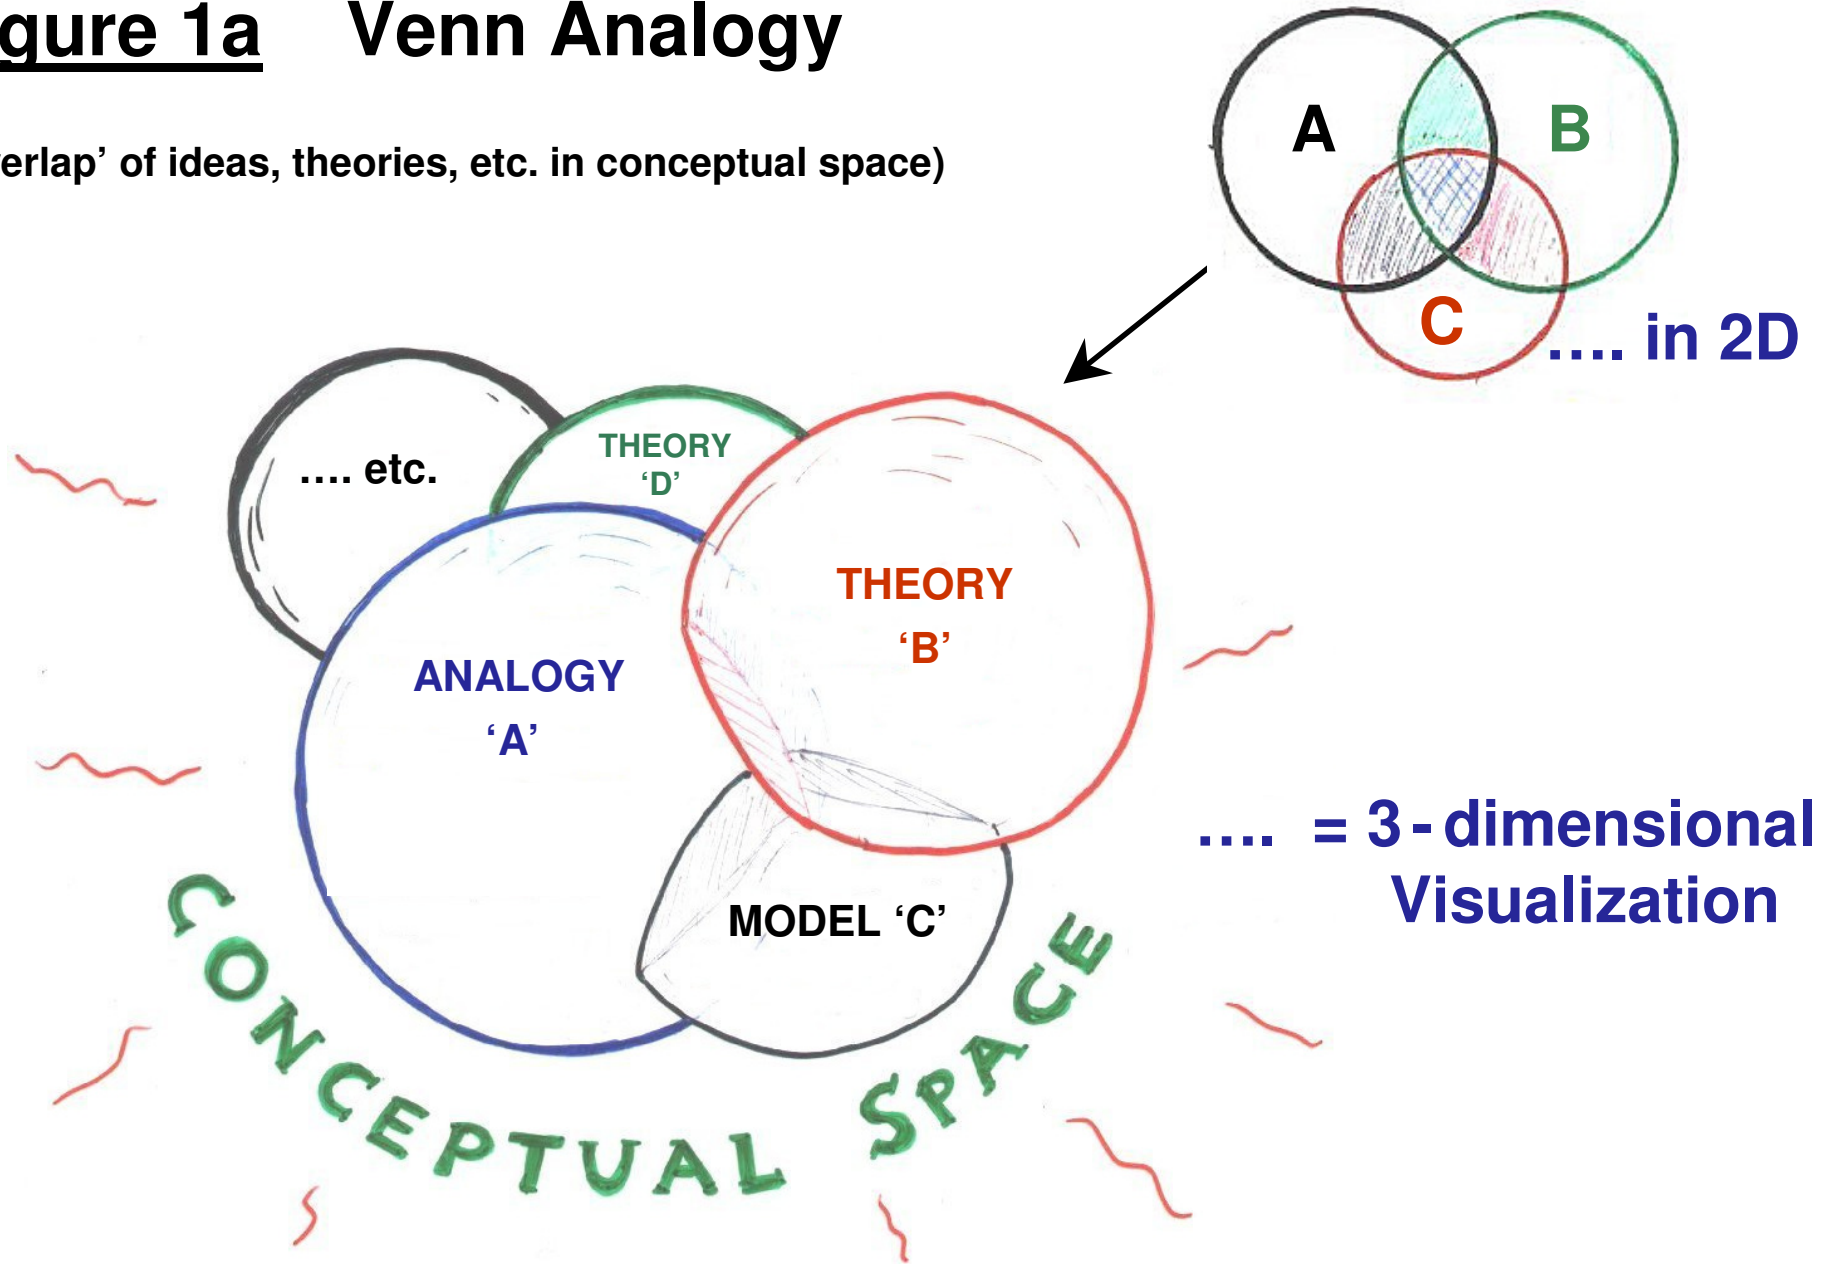 gure 1a Venn Analogy
erlap’ of ideas, theories, etc. in conceptual space)
A
B
C
…. in 2D
…. etc.
THEORY
‘D’
THEORY
‘B’
ANALOGY
‘A’
MODEL ‘C’
…. = 3-dimensional
Visualization
CONCEPTUAL SPACE